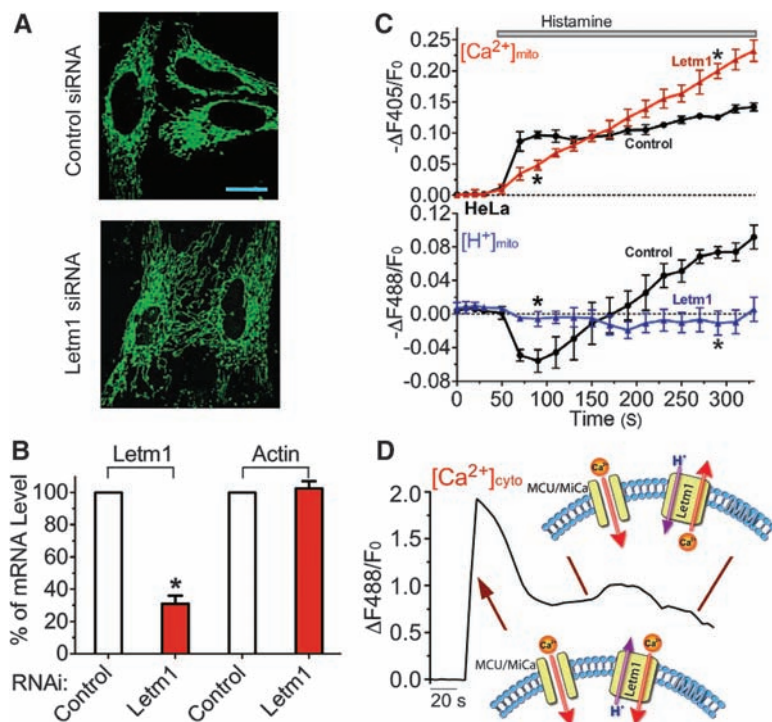 A
Control siRNA
Letm1 siRNA
B
Letm1
Actin
% of mRNA Level
100
80
60
40
20
0
*
RNAi:
Control
Letm1
Control
Letm1
C
Histamine
[Ca²⁺]mito
-ΔF405/F₀
0.25
0.20
0.15
0.10
0.05
0.00
Letm1
*
Control
*
HeLa
[H⁺]mito
-ΔF488/F₀
0.12
0.08
0.04
0.00
-0.04
-0.08
Control
*
Letm1
*
0
50
100
150
200
250
300
Time (s)
D
[Ca²⁺]cyto
ΔF488/F₀
2.0
1.5
1.0
0.5
0.0
20 s
MCU/MiCa
Ca²⁺
H⁺
Letm1
Ca²⁺
MCU/MiCa
Ca²⁺
Ca²⁺
Letm1
H⁺